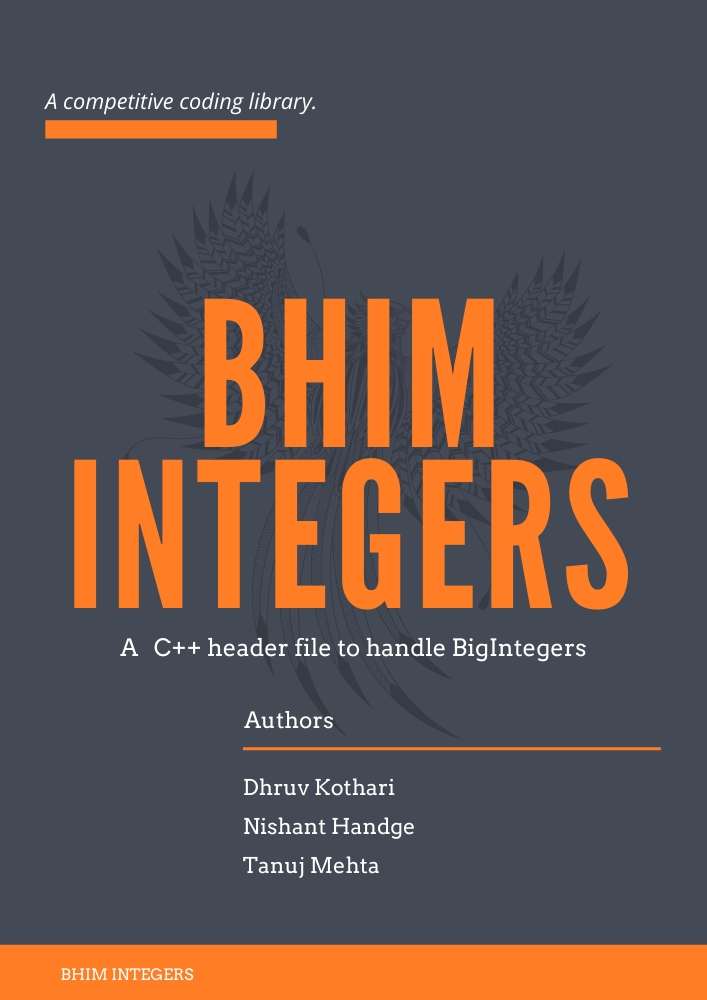 A competitive coding library.
BHIM
INTEGERS
A C++ header file to handle BigIntegers
Authors
Dhruv Kothari
Nishant Handge
Tanuj Mehta
BHIM INTEGERS